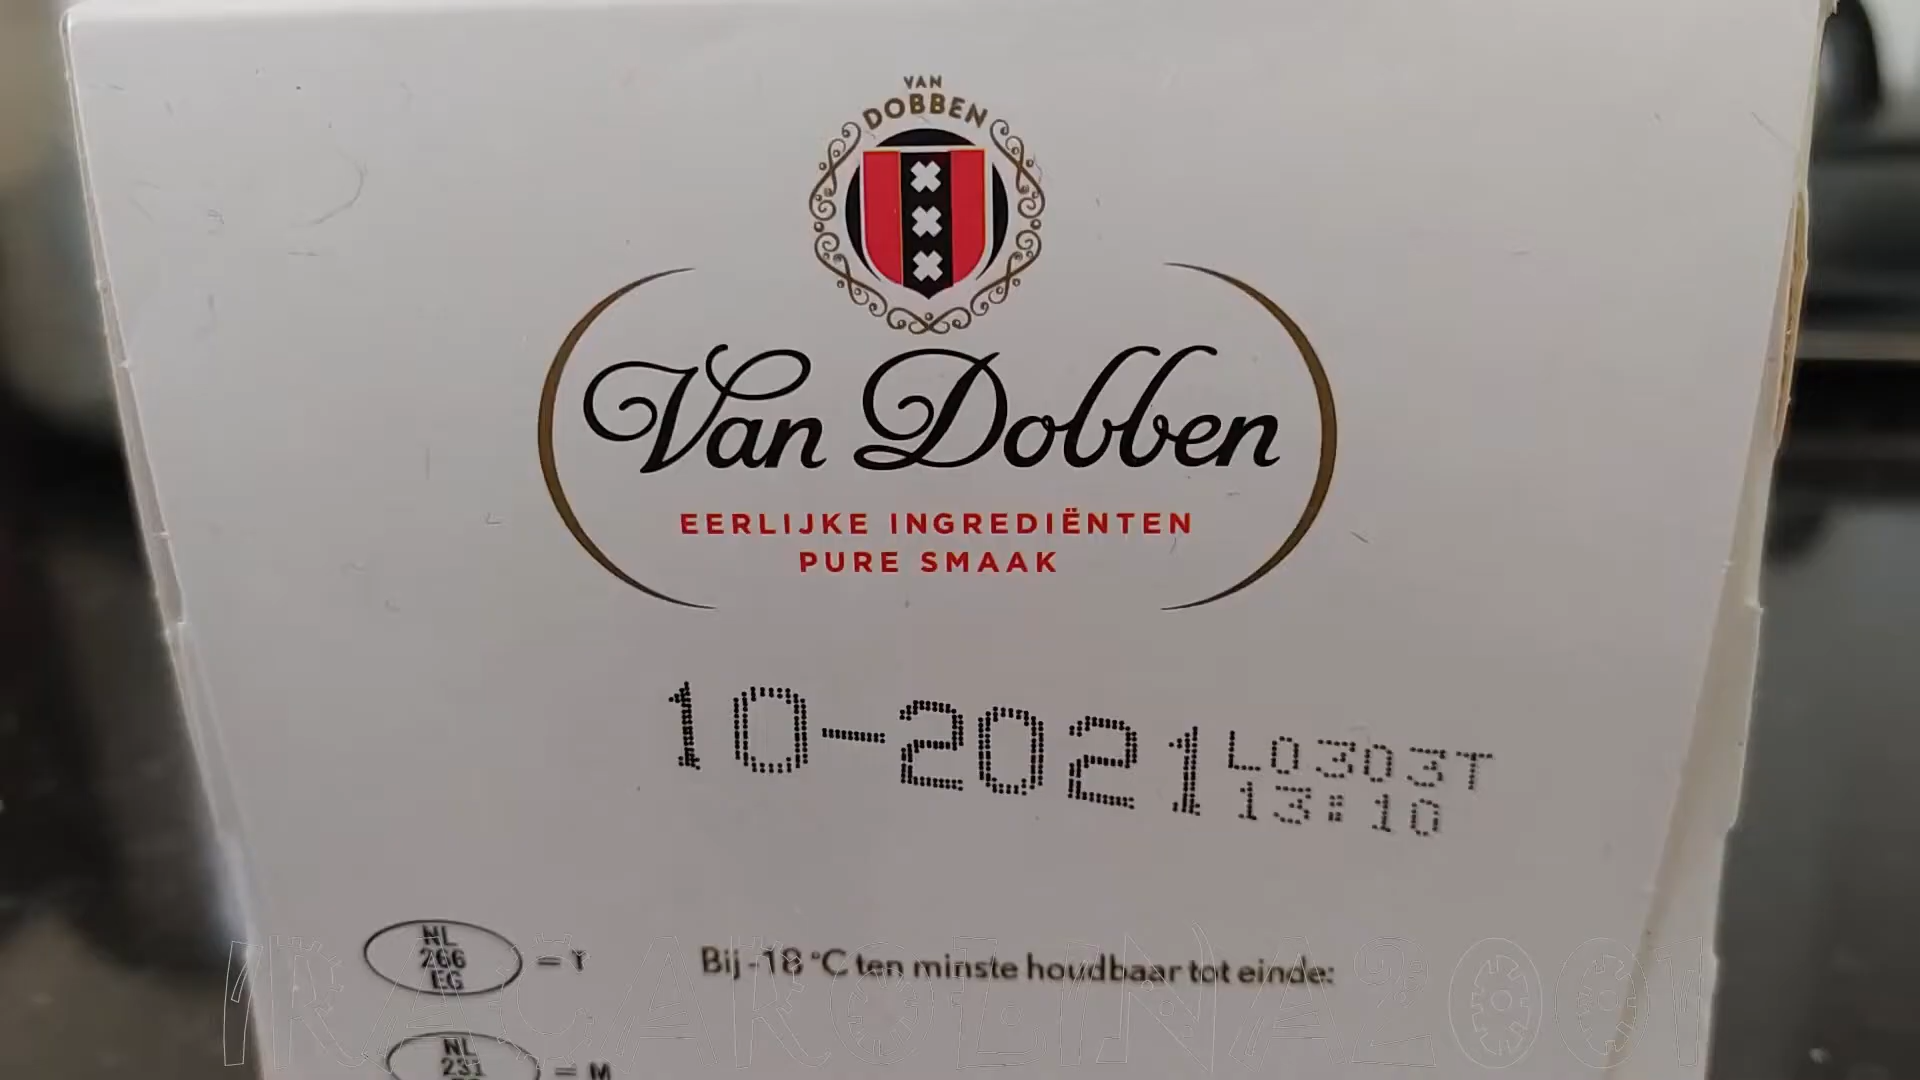 VAN
DOBBEN
Van Dobben
EERLIJKE INGREDIËNTEN
PURE SMAAK
10-2021 L0303T
13:10
NL
266
EG
= T
Bij -18 °C ten minste houdbaar tot einde:
NL
231
= M
IRACAROLINA2001